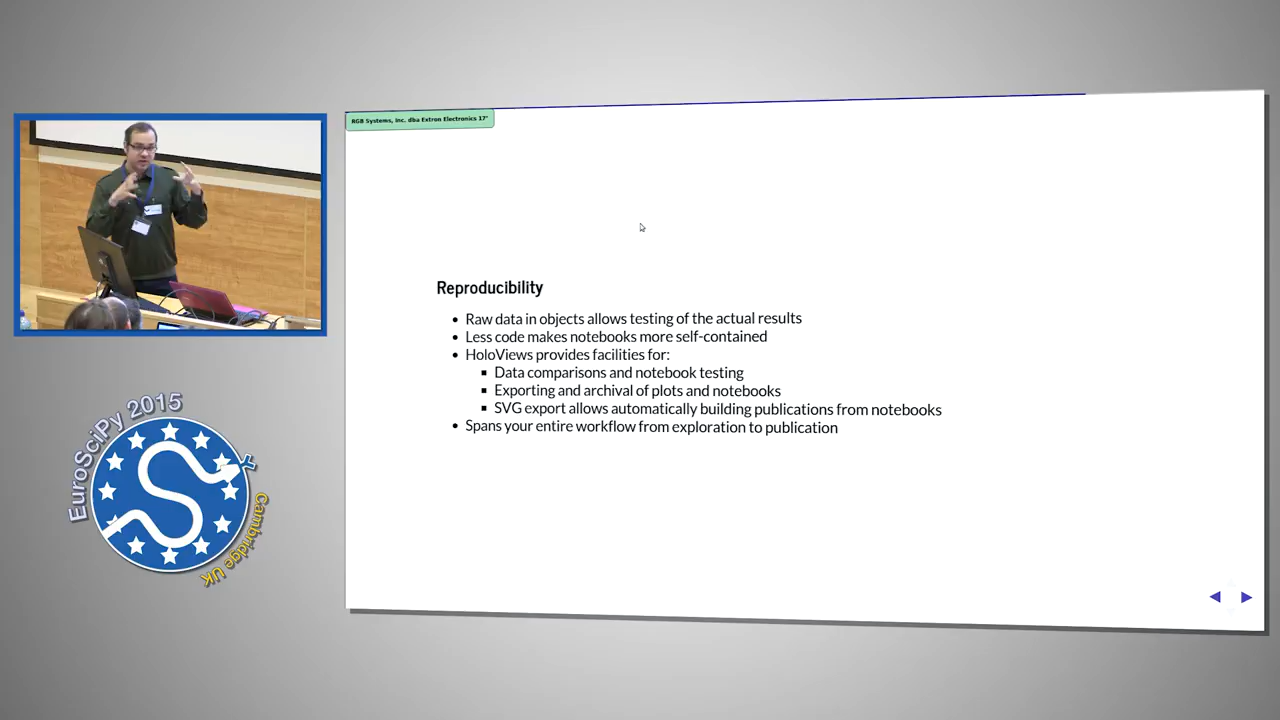 RGB Systems, Inc. dba Extron Electronics 17"
Reproducibility
• Raw data in objects allows testing of the actual results
• Less code makes notebooks more self-contained
• HoloViews provides facilities for:
▪ Data comparisons and notebook testing
▪ Exporting and archival of plots and notebooks
▪ SVG export allows automatically building publications from notebooks
• Spans your entire workflow from exploration to publication
EuroSciPy 2015
Cambridge UK